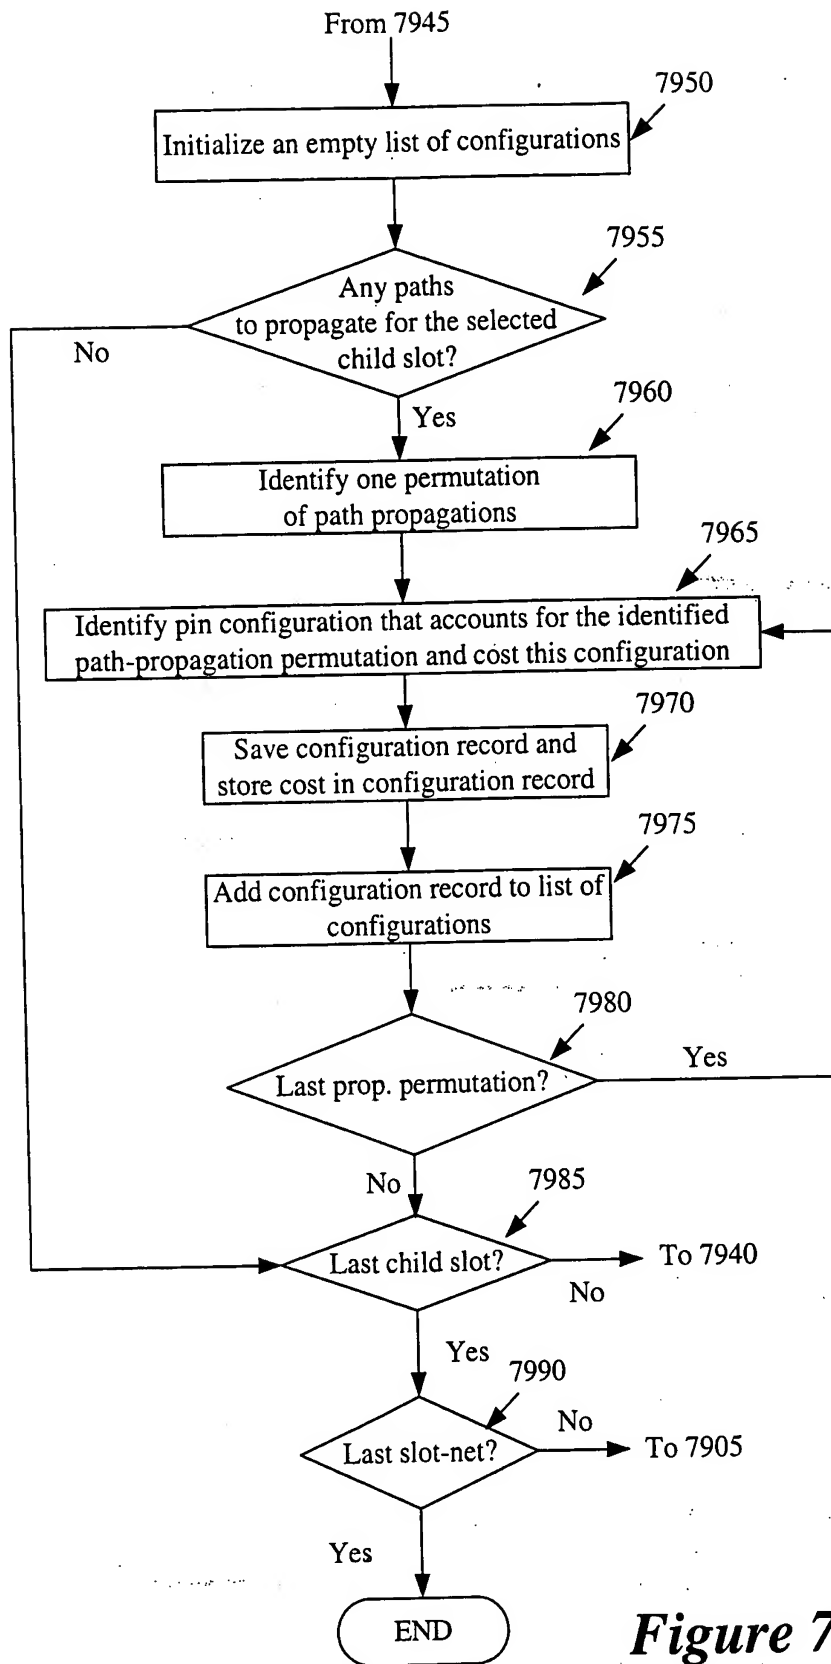 From 7945
7950
Initialize an empty list of configurations
7955
Any paths
to propagate for the selected
child slot?
No
Yes
7960
Identify one permutation
of path propagations
7965
Identify pin configuration that accounts for the identified
path-propagation permutation and cost this configuration
7970
Save configuration record and
store cost in configuration record
7975
Add configuration record to list of
configurations
7980
Last prop. permutation?
Yes
No
7985
Last child slot?
To 7940
No
Yes
7990
Last slot-net?
No
To 7905
Yes
END
Figure 7